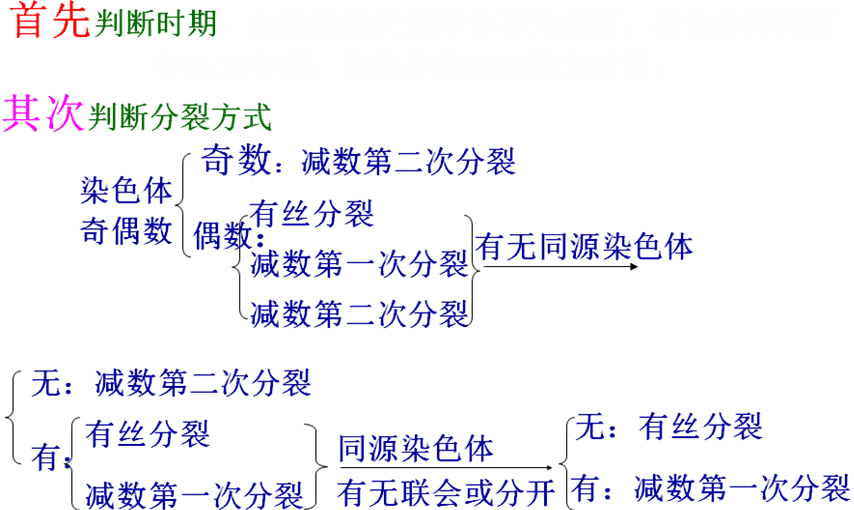 首先判断时期
其次判断分裂方式
奇数：减数第二次分裂
染色体
奇偶数
偶数：
有丝分裂
减数第一次分裂
减数第二次分裂
有无同源染色体
无：减数第二次分裂
有：
有丝分裂
减数第一次分裂
同源染色体
有无联会或分开
无：有丝分裂
有：减数第一次分裂